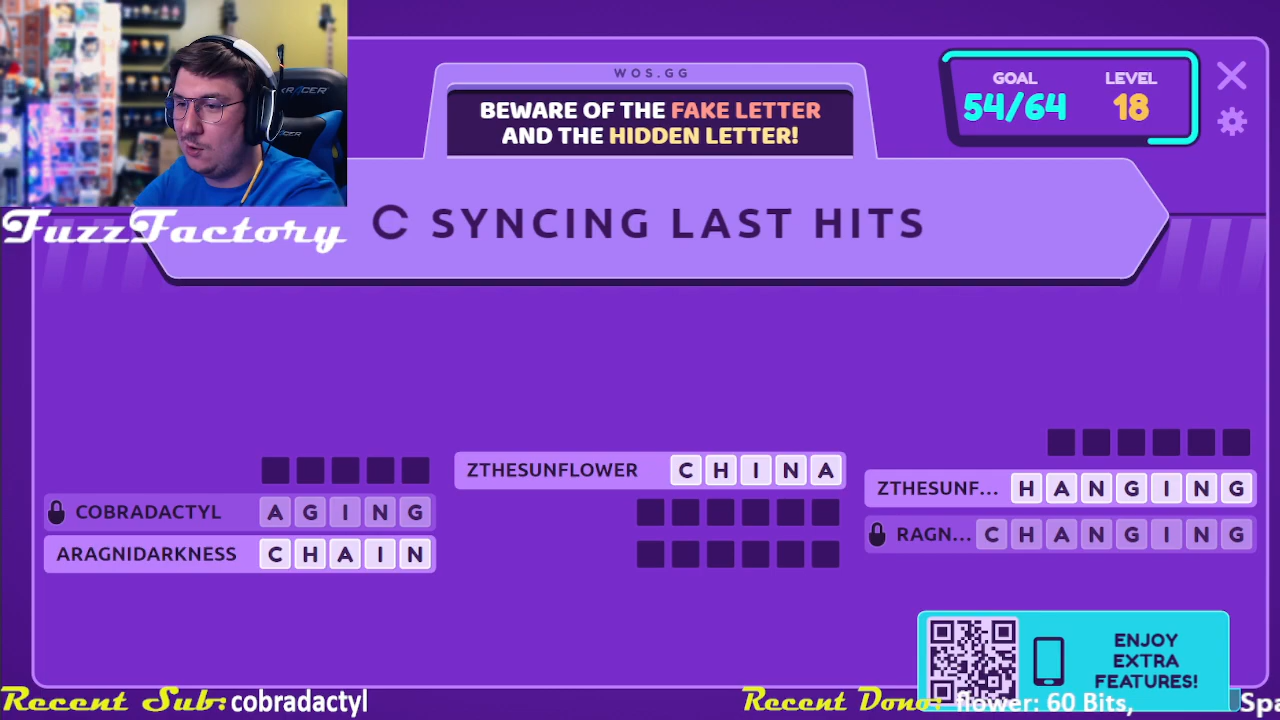 WOS.GG
BEWARE OF THE FAKE LETTER
AND THE HIDDEN LETTER!
GOAL
54/64
LEVEL
18
SYNCING LAST HITS
FuzzFactory
COBRADACTYL AGING
ARAGNIDARKNESS CHAIN
ZTHESUNFLOWER CHINA
ZTHESUNF... HANGING
RAGN... CHANGING
ENJOY
EXTRA
FEATURES!
Recent Sub: cobradactyl
Recent Dono: flower: 60 Bits,